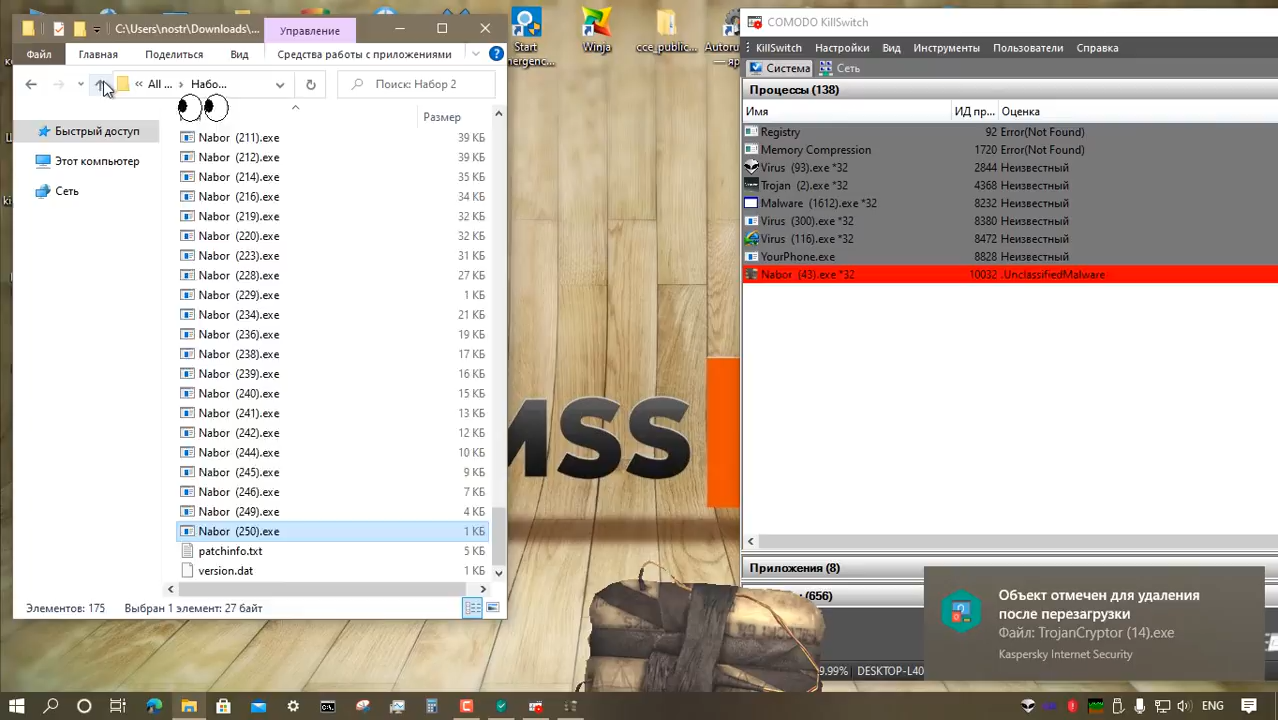 C:\Users\nostr\Downloads\...
Управление
Файл
Главная
Поделиться
Вид
Средства работы с приложениями
« All ... › Набо...
Поиск: Набор 2
Размер
Быстрый доступ
Этот компьютер
Сеть
Nabor (211).exe 39 КБ
Nabor (212).exe 39 КБ
Nabor (214).exe 35 КБ
Nabor (216).exe 34 КБ
Nabor (219).exe 32 КБ
Nabor (220).exe 32 КБ
Nabor (223).exe 31 КБ
Nabor (228).exe 27 КБ
Nabor (229).exe 1 КБ
Nabor (234).exe 21 КБ
Nabor (236).exe 19 КБ
Nabor (238).exe 17 КБ
Nabor (239).exe 16 КБ
Nabor (240).exe 15 КБ
Nabor (241).exe 13 КБ
Nabor (242).exe 12 КБ
Nabor (244).exe 10 КБ
Nabor (245).exe 9 КБ
Nabor (246).exe 7 КБ
Nabor (249).exe 4 КБ
Nabor (250).exe 1 КБ
patchinfo.txt 5 КБ
version.dat 1 КБ
Элементов: 175 Выбран 1 элемент: 27 байт
Start
Winja
cce_public...
MSS
COMODO KillSwitch
KillSwitch Настройки Вид Инструменты Пользователи Справка
Система Сеть
Процессы (138)
Имя ИД пр... Оценка
Registry 92 Error(Not Found)
Memory Compression 1720 Error(Not Found)
Virus (93).exe *32 2844 Неизвестный
Trojan (2).exe *32 4368 Неизвестный
Malware (1612).exe *32 8232 Неизвестный
Virus (300).exe *32 8380 Неизвестный
Virus (116).exe *32 8472 Неизвестный
YourPhone.exe 8828 Неизвестный
Nabor (43).exe *32 10032 .UnclassifiedMalware
Приложения (8)
(656)
9.99% DESKTOP-L40
Объект отмечен для удаления
после перезагрузки
Файл: TrojanCryptor (14).exe
Kaspersky Internet Security
ENG